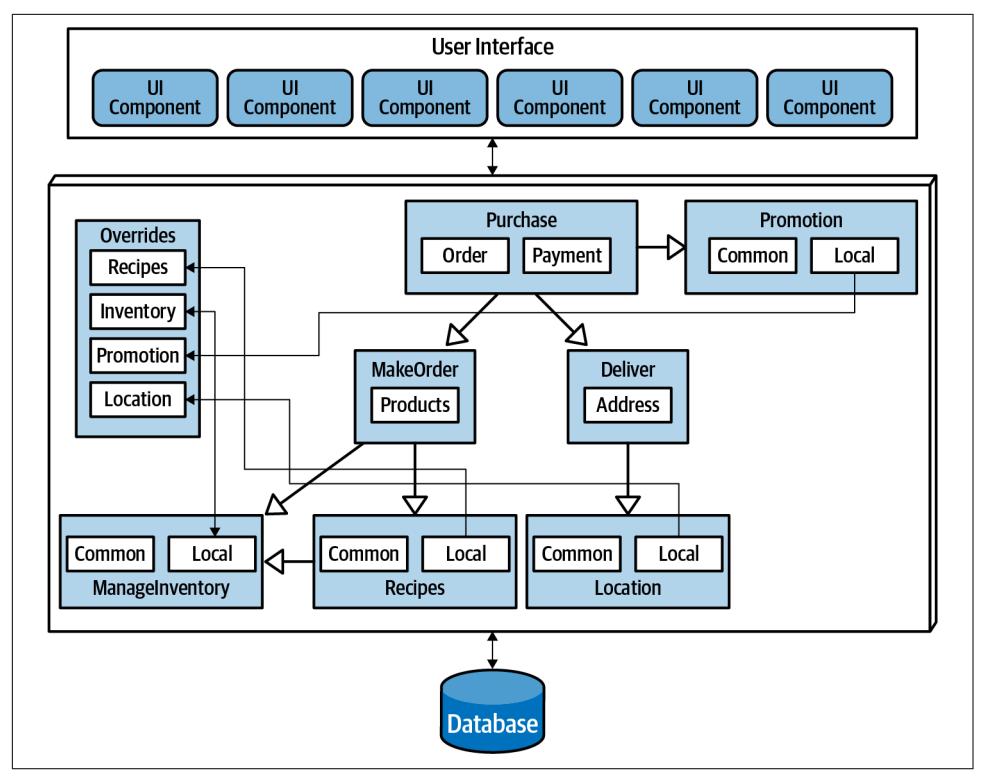 User Interface
UI
Component
UI
Component
UI
Component
UI
Component
UI
Component
UI
Component
Overrides
Recipes
Inventory
Promotion
Location
Purchase
Order
Payment
Promotion
Common
Local
MakeOrder
Products
Deliver
Address
Common
Local
ManageInventory
Common
Local
Recipes
Common
Local
Location
Database